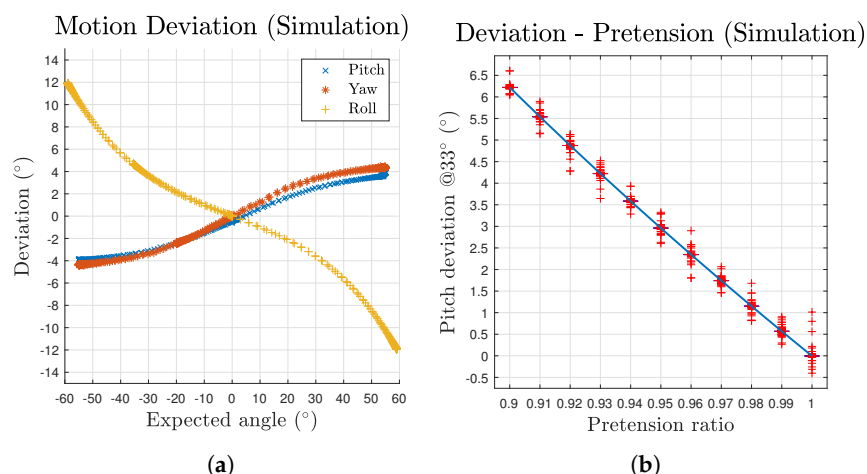 Motion Deviation (Simulation)
Deviation (°)
14
12
10
8
6
4
2
0
-2
-4
-6
-8
-10
-12
-14
Pitch
Yaw
Roll
-60 -50 -40 -30 -20 -10 0 10 20 30 40 50 60
Expected angle (°)
(a)
Deviation - Pretension (Simulation)
Pitch deviation @33° (°)
6.5
6
5.5
5
4.5
4
3.5
3
2.5
2
1.5
1
0.5
0
-0.5
0.9 0.91 0.92 0.93 0.94 0.95 0.96 0.97 0.98 0.99 1
Pretension ratio
(b)